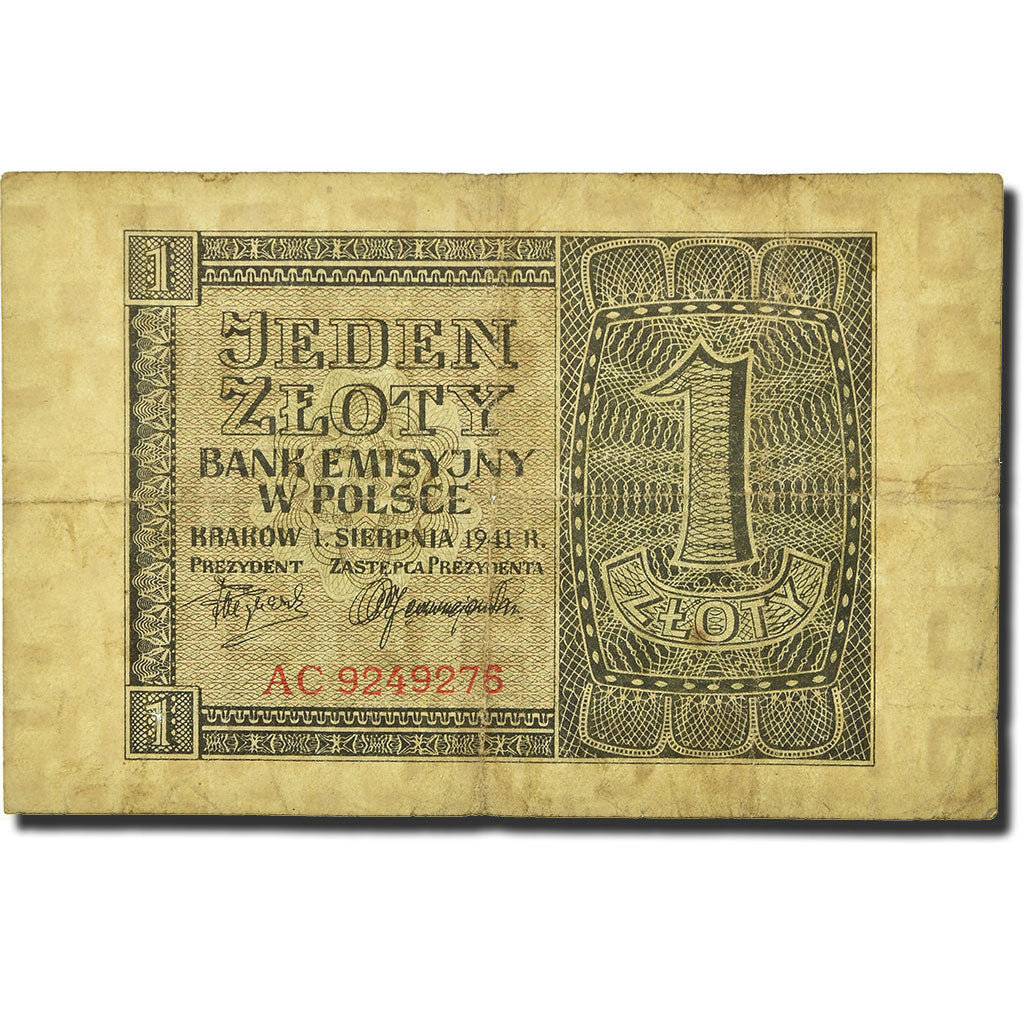 1
JEDEN
ZŁOTY
BANK EMISYJNY
W POLSCE
KRAKÓW 1. SIERPNIA 1941 R.
PREZYDENT ZASTĘPCA PREZYDENTA
AC 9249276
1
1
ZŁOTY